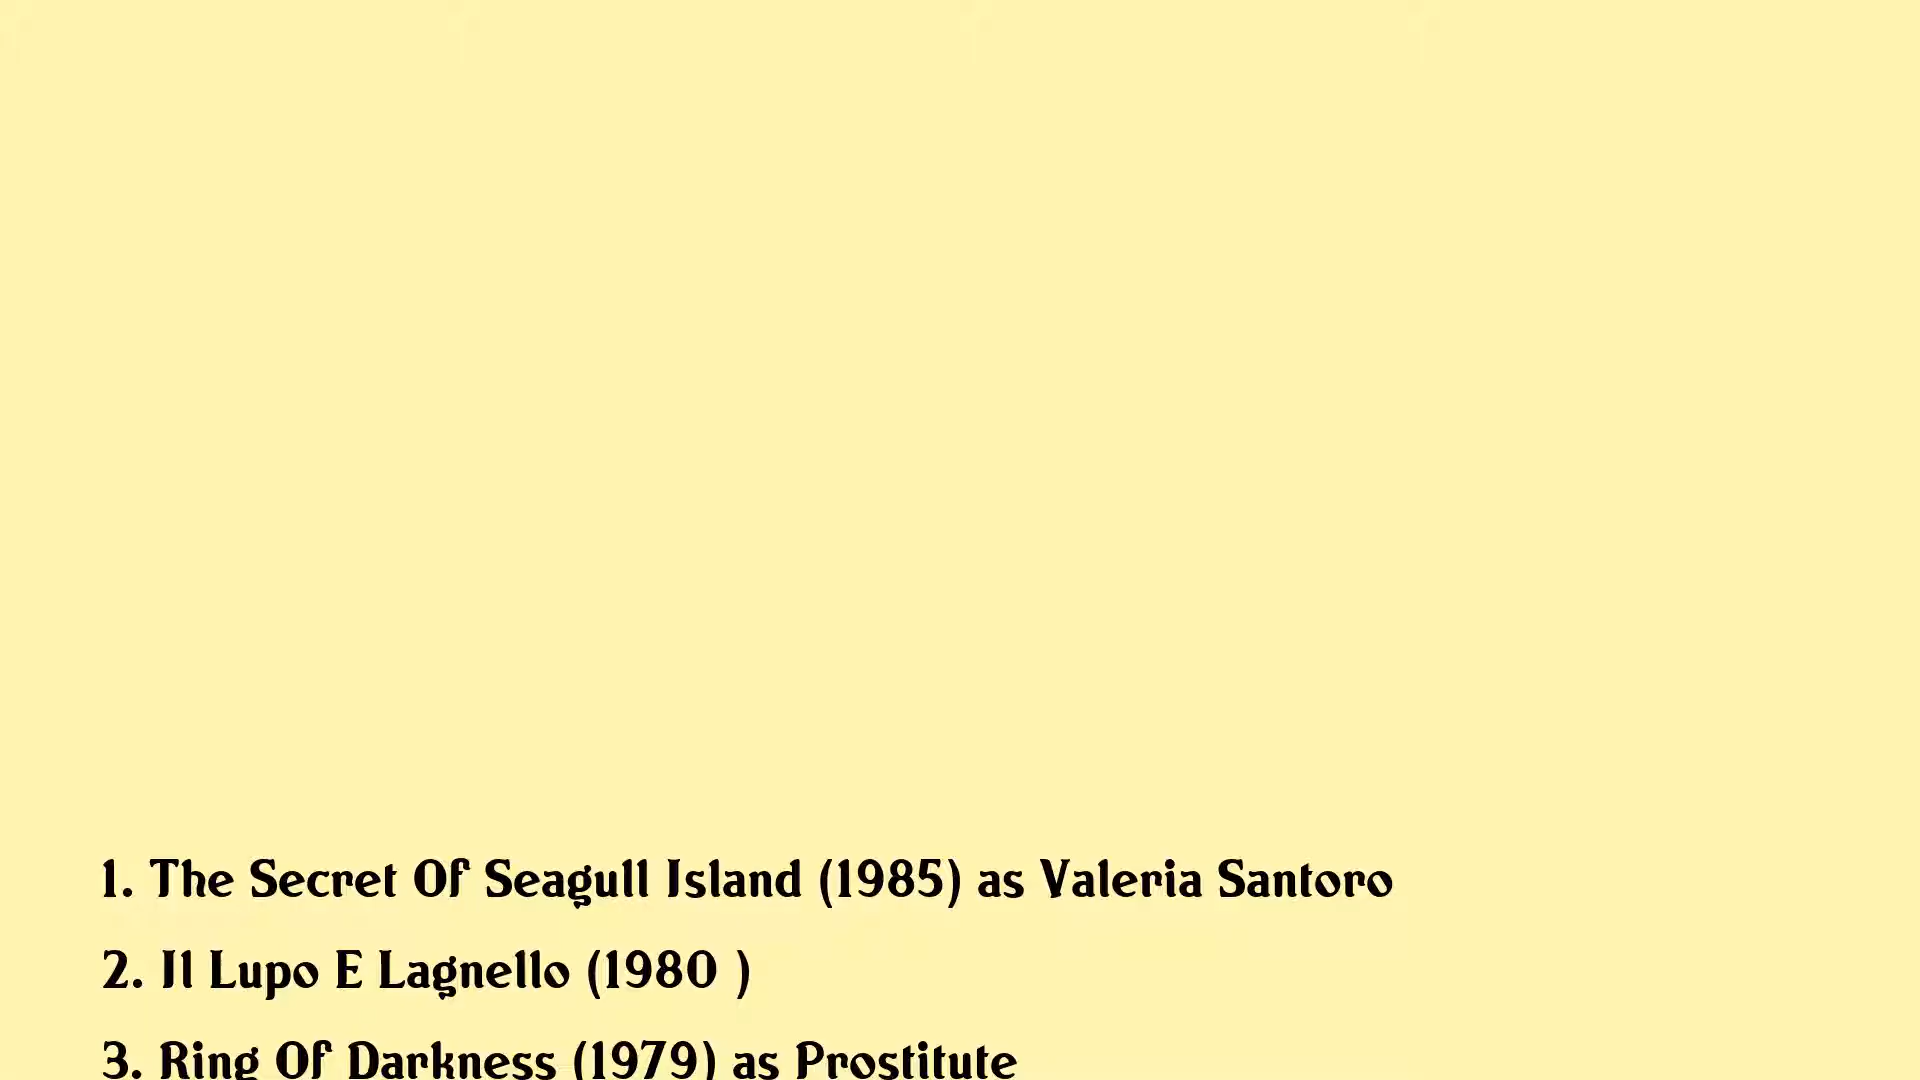 1. The Secret Of Seagull Island (1985) as Valeria Santoro
2. Il Lupo E Lagnello (1980 )
3. Ring Of Darkness (1979) as Prostitute